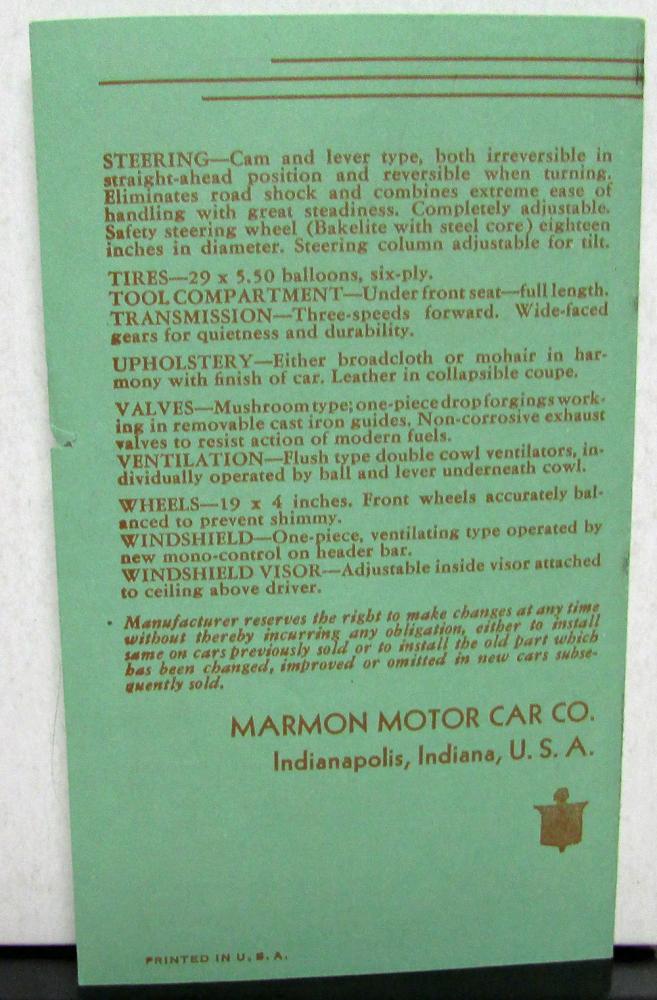 STEERING—Cam and lever type, both irreversible in
straight-ahead position and reversible when turning.
Eliminates road shock and combines extreme ease of
handling with great steadiness. Completely adjustable.
Safety steering wheel (Bakelite with steel core) eighteen
inches in diameter. Steering column adjustable for tilt.
TIRES—29 x 5.50 balloons, six-ply.
TOOL COMPARTMENT—Under front seat—full length.
TRANSMISSION—Three-speeds forward. Wide-faced
gears for quietness and durability.
UPHOLSTERY—Either broadcloth or mohair in har-
mony with finish of car. Leather in collapsible coupe.
VALVES—Mushroom type; one-piece drop forgings work-
ing in removable cast iron guides. Non-corrosive exhaust
valves to resist action of modern fuels.
VENTILATION—Flush type double cowl ventilators, in-
dividually operated by ball and lever underneath cowl.
WHEELS—19 x 4 inches. Front wheels accurately bal-
anced to prevent shimmy.
WINDSHIELD—One-piece, ventilating type operated by
new mono-control on header bar.
WINDSHIELD VISOR—Adjustable inside visor attached
to ceiling above driver.
Manufacturer reserves the right to make changes at any time
without thereby incurring any obligation, either to install
same on cars previously sold or to install the old part which
has been changed, improved or omitted in new cars subse-
quently sold.
MARMON MOTOR CAR CO.
Indianapolis, Indiana, U. S. A.
PRINTED IN U. S. A.